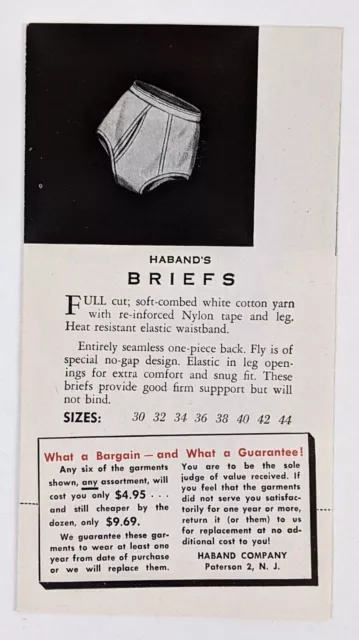 HABAND'S
BRIEFS
FULL cut; soft-combed white cotton yarn
with re-inforced Nylon tape and leg.
Heat resistant elastic waistband.
Entirely seamless one-piece back. Fly is of
special no-gap design. Elastic in leg open-
ings for extra comfort and snug fit. These
briefs provide good firm suppport but will
not bind.
SIZES: 30 32 34 36 38 40 42 44
What a Bargain — and What a Guarantee!
Any six of the garments
shown, any assortment, will
cost you only $4.95 . . .
and still cheaper by the
dozen, only $9.69.
We guarantee these gar-
ments to wear at least one
year from date of purchase
or we will replace them.
You are to be the sole
judge of value received. If
you feel that the garments
did not serve you satisfac-
torily for one year or more,
return it (or them) to us
for replacement at no ad-
ditional cost to you!
HABAND COMPANY
Paterson 2, N. J.